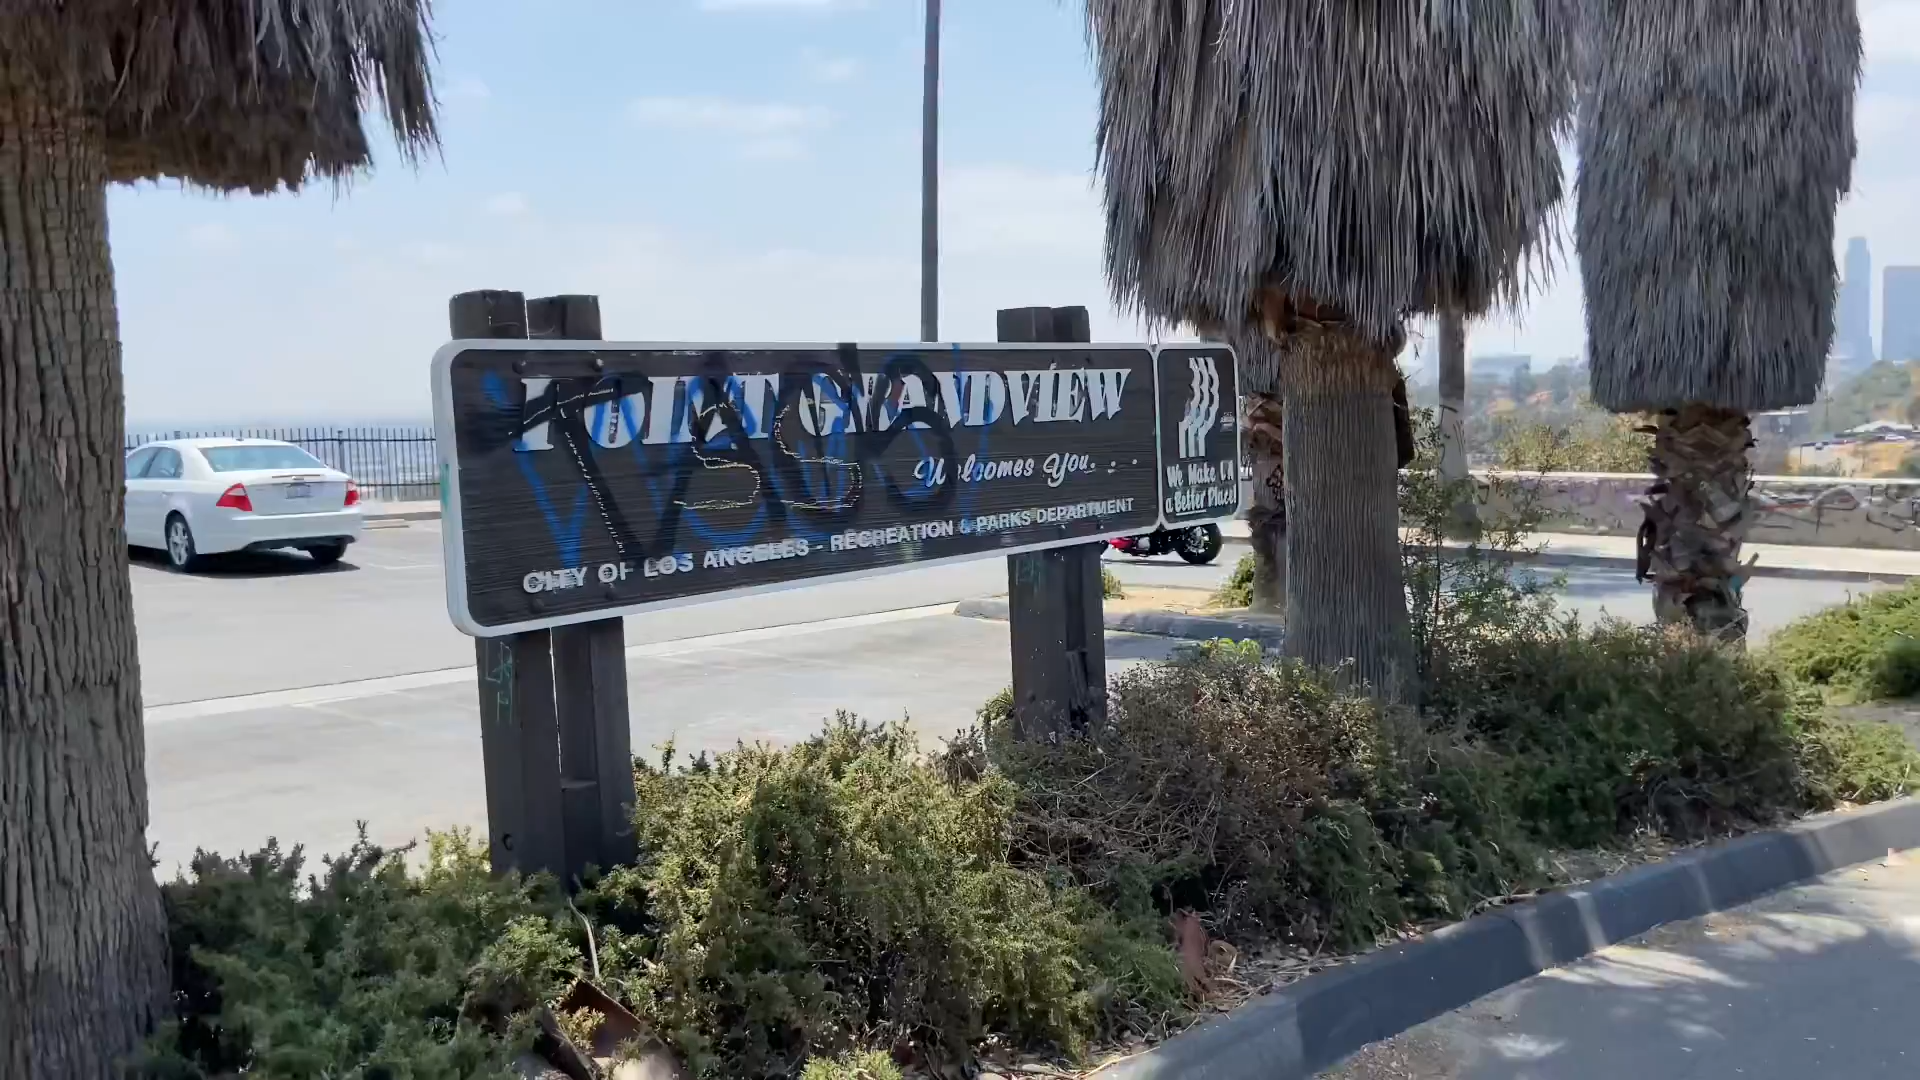 POINT GRANDVIEW
Welcomes You...
CITY OF LOS ANGELES - RECREATION & PARKS DEPARTMENT
We Make LA
a Better Place!